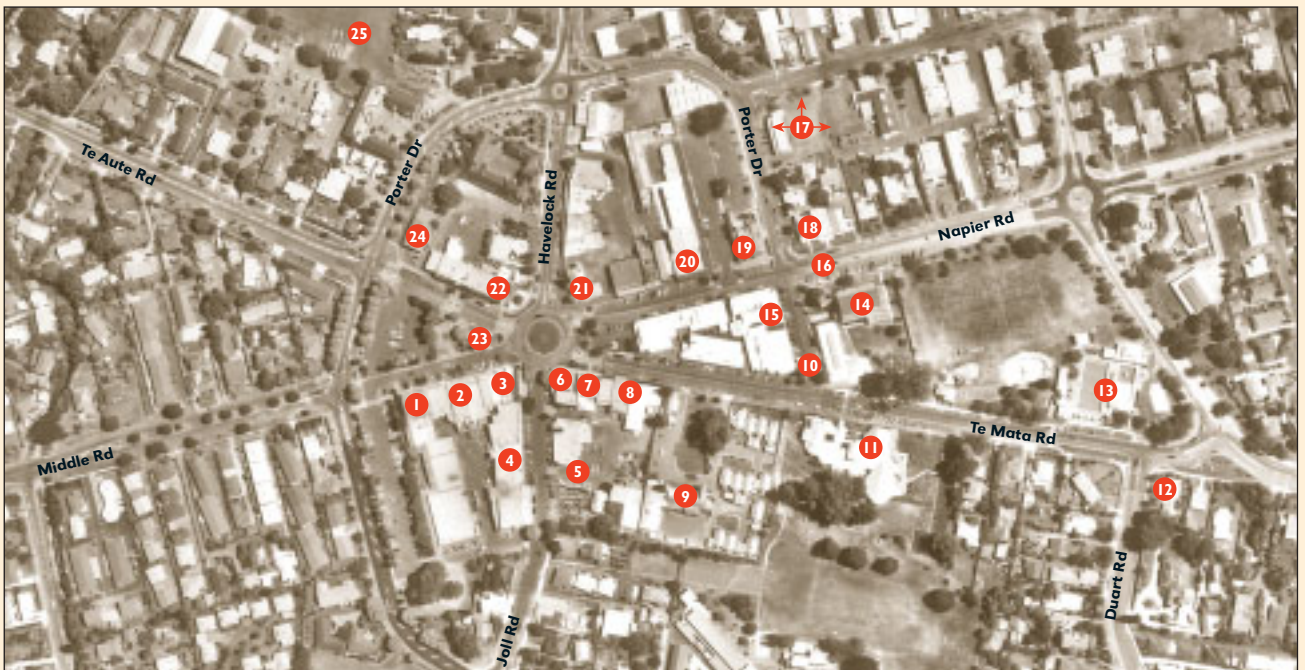 25
Te Aute Rd
Porter Dr
Havelock Rd
Porter Dr
17
24
22
21
20
19
18
16
Napier Rd
23
15
14
1
2
3
6
7
8
10
13
Middle Rd
4
5
9
11
Te Mata Rd
12
Joll Rd
Duart Rd